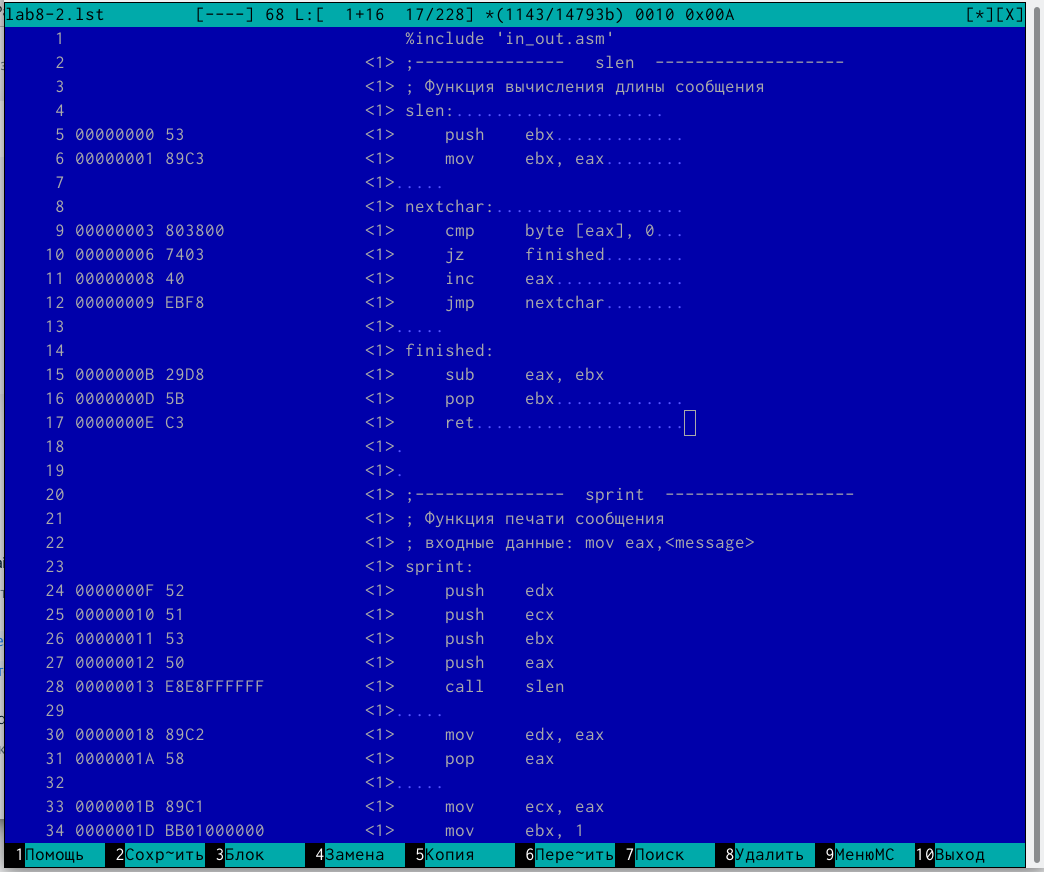 lab8-2.lst         [----] 68 L:[  1+16  17/228] *(1143/14793b) 0010 0x00A                       [*][X]
     1                                  %include 'in_out.asm'
     2                              <1> ;---------------   slen  -------------------
     3                              <1> ; Функция вычисления длины сообщения
     4                              <1> slen:.....................
     5 00000000 53                  <1>     push    ebx.............
     6 00000001 89C3                <1>     mov     ebx, eax........
     7                              <1>.....
     8                              <1> nextchar:...................
     9 00000003 803800              <1>     cmp     byte [eax], 0...
    10 00000006 7403                <1>     jz      finished........
    11 00000008 40                  <1>     inc     eax.............
    12 00000009 EBF8                <1>     jmp     nextchar........
    13                              <1>.....
    14                              <1> finished:
    15 0000000B 29D8                <1>     sub     eax, ebx
    16 0000000D 5B                  <1>     pop     ebx.............
    17 0000000E C3                  <1>     ret.....................
    18                              <1>.
    19                              <1>.
    20                              <1> ;---------------  sprint  -------------------
    21                              <1> ; Функция печати сообщения
    22                              <1> ; входные данные: mov eax,<message>
    23                              <1> sprint:
    24 0000000F 52                  <1>     push    edx
    25 00000010 51                  <1>     push    ecx
    26 00000011 53                  <1>     push    ebx
    27 00000012 50                  <1>     push    eax
    28 00000013 E8E8FFFFFF          <1>     call    slen
    29                              <1>.....
    30 00000018 89C2                <1>     mov     edx, eax
    31 0000001A 58                  <1>     pop     eax
    32                              <1>.....
    33 0000001B 89C1                <1>     mov     ecx, eax
    34 0000001D BB01000000          <1>     mov     ebx, 1
1Помощь 2Сохр~ить 3Блок 4Замена 5Копия 6Пере~ить 7Поиск 8Удалить 9МенюМС 10Выход